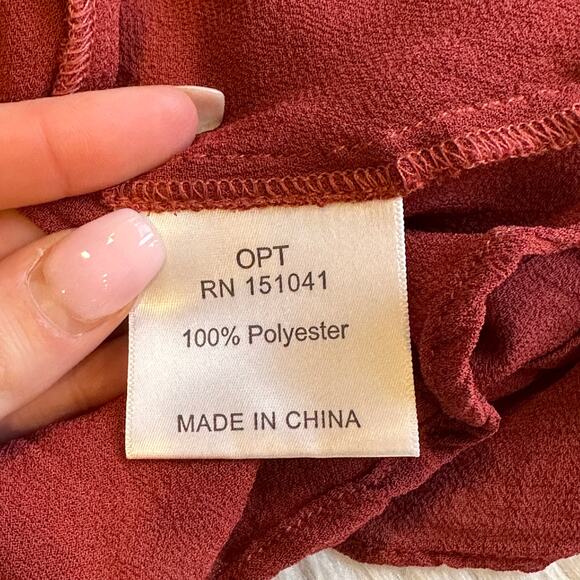 OPT
RN 151041
100% Polyester
MADE IN CHINA